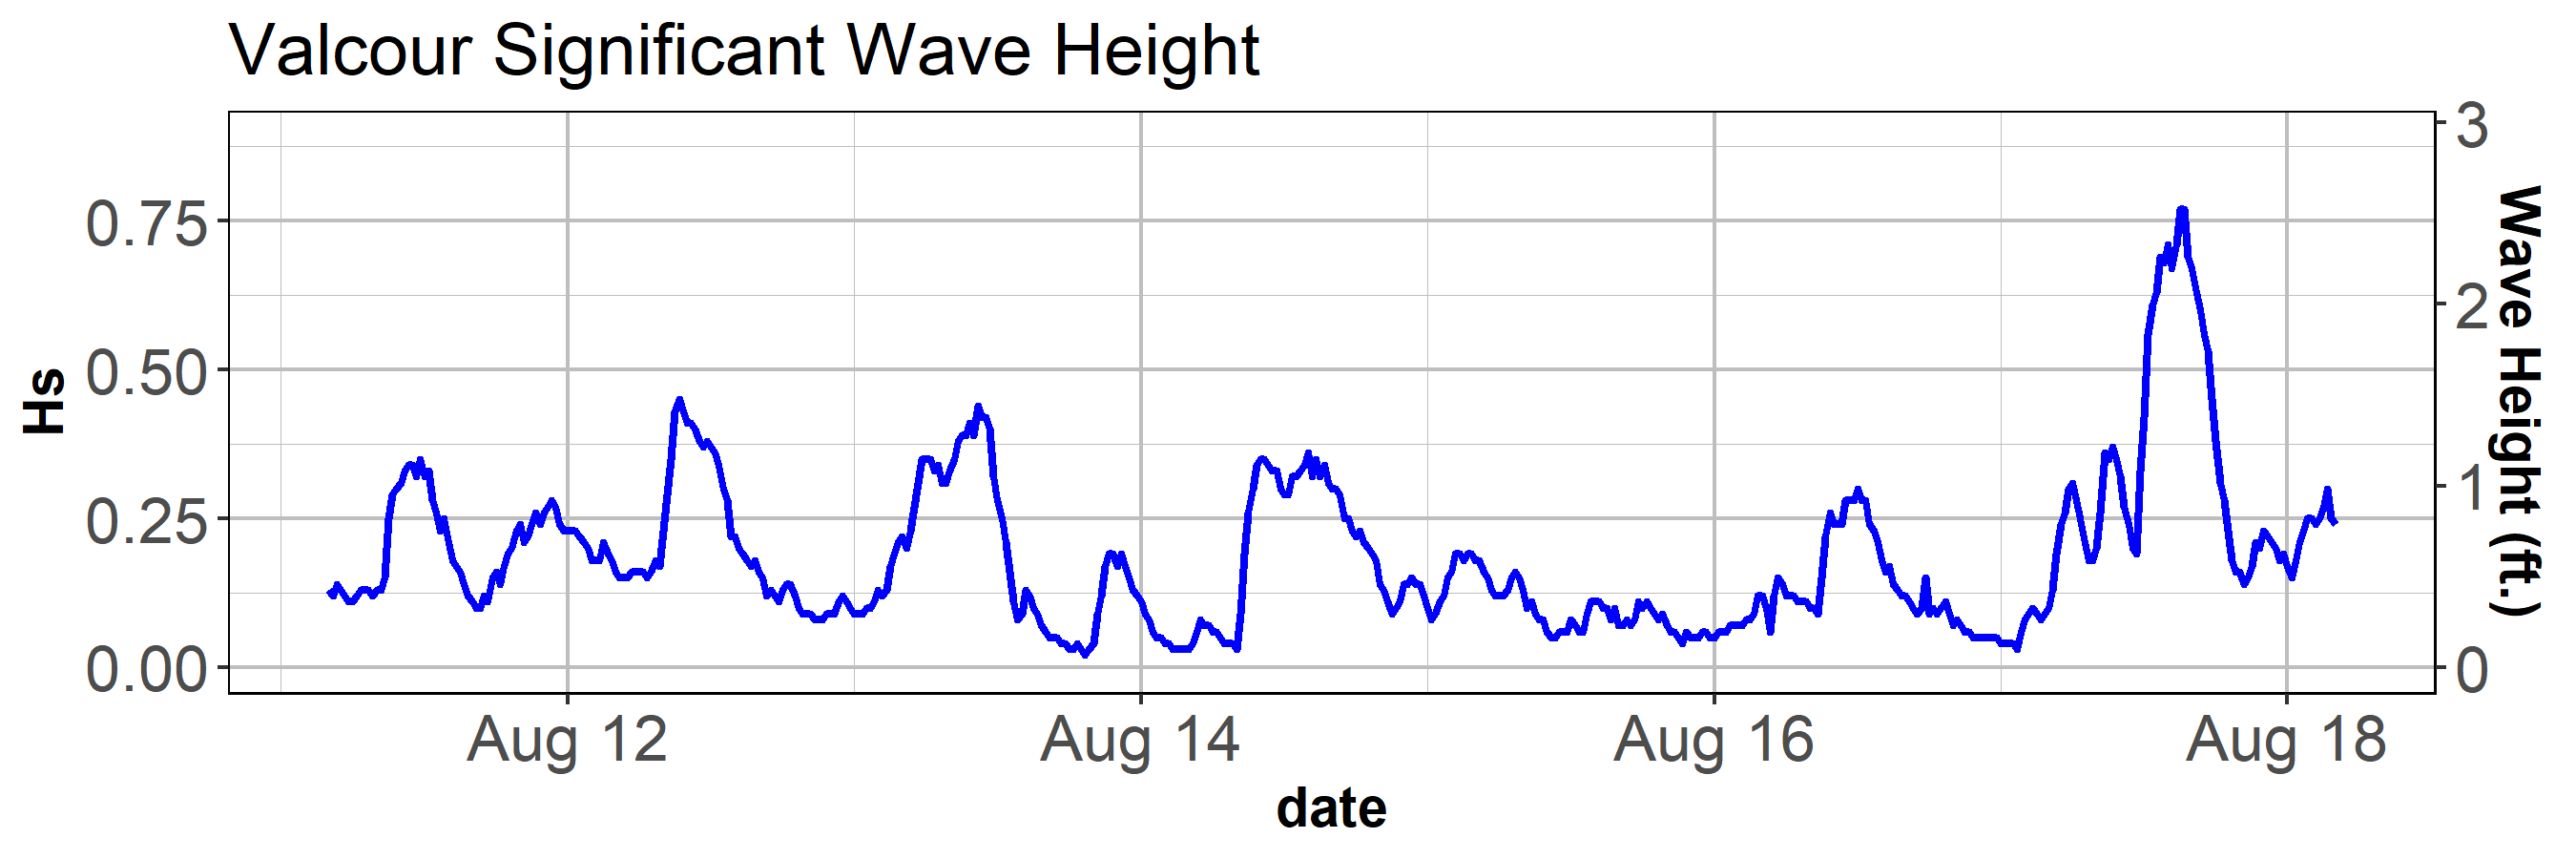 Valcour Significant Wave Height
Hs
0.75
0.50
0.25
0.00
3
2
1
0
Wave Height (ft.)
Aug 12
Aug 14
Aug 16
Aug 18
date